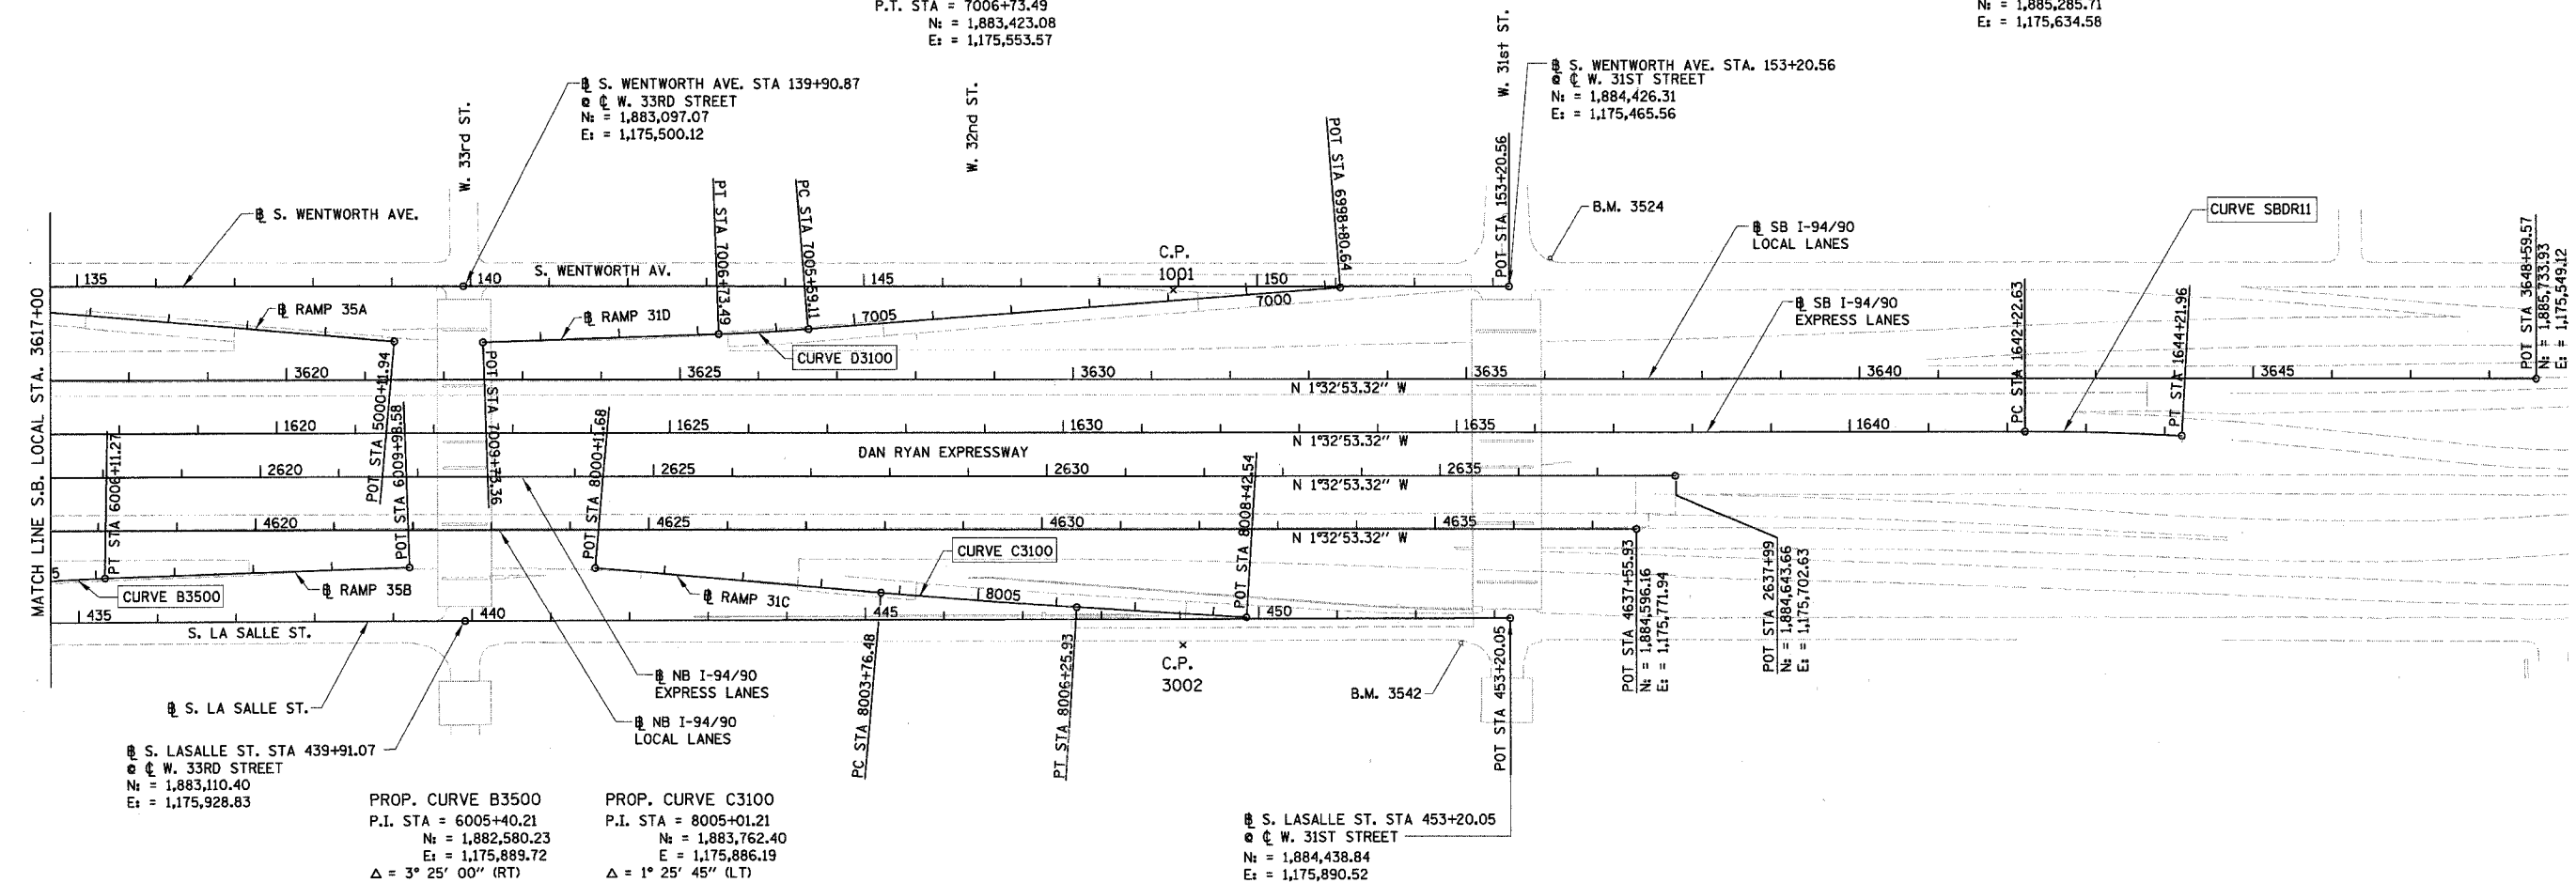 P.T. STA = 7006+73.49
N: = 1,883,423.08
E: = 1,175,553.57
N: = 1,885,285.71
E: = 1,175,634.58
W. 33rd ST.
W. 32nd ST.
W. 31st ST.
℄ S. WENTWORTH AVE. STA 139+90.87
@ ℄ W. 33RD STREET
N: = 1,883,097.07
E: = 1,175,500.12
℄ S. WENTWORTH AVE. STA. 153+20.56
@ ℄ W. 31ST STREET
N: = 1,884,426.31
E: = 1,175,465.56
℄ S. WENTWORTH AVE.
PT STA 7006+73.49
PC STA 7005+59.11
POT STA 6998+80.64
POT STA 153+20.56
B.M. 3524
CURVE SBDR11
℄ SB I-94/90
LOCAL LANES
POT STA 3648+59.57
N: = 1,885,733.93
E: = 1,175,549.12
C.P.
1001
135
140
S. WENTWORTH AV.
145
150
7000
7005
℄ RAMP 35A
℄ RAMP 31D
CURVE D3100
℄ SB I-94/90
EXPRESS LANES
PC STA 1642+22.63
PT STA 1644+21.96
MATCH LINE S.B. LOCAL STA. 3617+00
3620
3625
3630
3635
3640
3645
N 1°32'53.32" W
POT STA 5000+11.94
POT STA 7009+73.36
1620
1625
1630
1635
1640
N 1°32'53.32" W
DAN RYAN EXPRESSWAY
PT STA 6006+11.27
POT STA 6009+98.58
POT STA 8000+11.68
POT STA 8008+42.54
2620
2625
2630
2635
N 1°32'53.32" W
4620
4625
4630
4635
N 1°32'53.32" W
CURVE C3100
5
CURVE B3500
℄ RAMP 35B
℄ RAMP 31C
8005
435
440
445
450
S. LA SALLE ST.
POT STA 4637+55.93
N: = 1,884,596.16
E: = 1,175,771.94
POT STA 2637+99
N: = 1,884,643.66
E: = 1,175,702.63
PC STA 8003+76.48
PT STA 8006+25.93
C.P.
3002
B.M. 3542
POT STA 453+20.05
℄ NB I-94/90
EXPRESS LANES
℄ NB I-94/90
LOCAL LANES
℄ S. LA SALLE ST.
℄ S. LASALLE ST. STA 439+91.07
@ ℄ W. 33RD STREET
N: = 1,883,110.40
E: = 1,175,928.83
PROP. CURVE B3500
P.I. STA = 6005+40.21
N: = 1,882,580.23
E: = 1,175,889.72
Δ = 3° 25' 00" (RT)
PROP. CURVE C3100
P.I. STA = 8005+01.21
N: = 1,883,762.40
E = 1,175,886.19
Δ = 1° 25' 45" (LT)
℄ S. LASALLE ST. STA 453+20.05
@ ℄ W. 31ST STREET
N: = 1,884,438.84
E: = 1,175,890.52